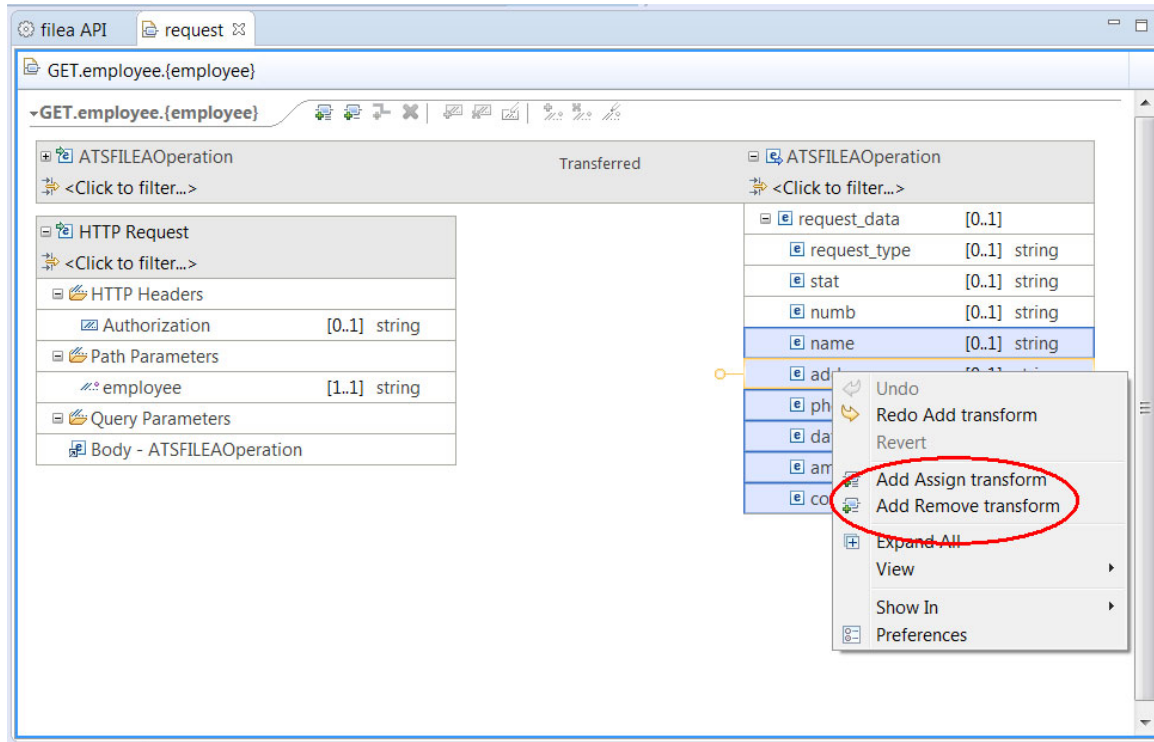 filea API request
GET.employee.{employee}
GET.employee.{employee}
ATSFILEAOperation Transferred ATSFILEAOperation
<Click to filter...> <Click to filter...>
HTTP Request
<Click to filter...>
HTTP Headers
Authorization [0..1] string
Path Parameters
employee [1..1] string
Query Parameters
Body - ATSFILEAOperation
request_data [0..1]
request_type [0..1] string
stat [0..1] string
numb [0..1] string
name [0..1] string
Undo
Redo Add transform
Revert
Add Assign transform
Add Remove transform
Expand All
View
Show In
Preferences